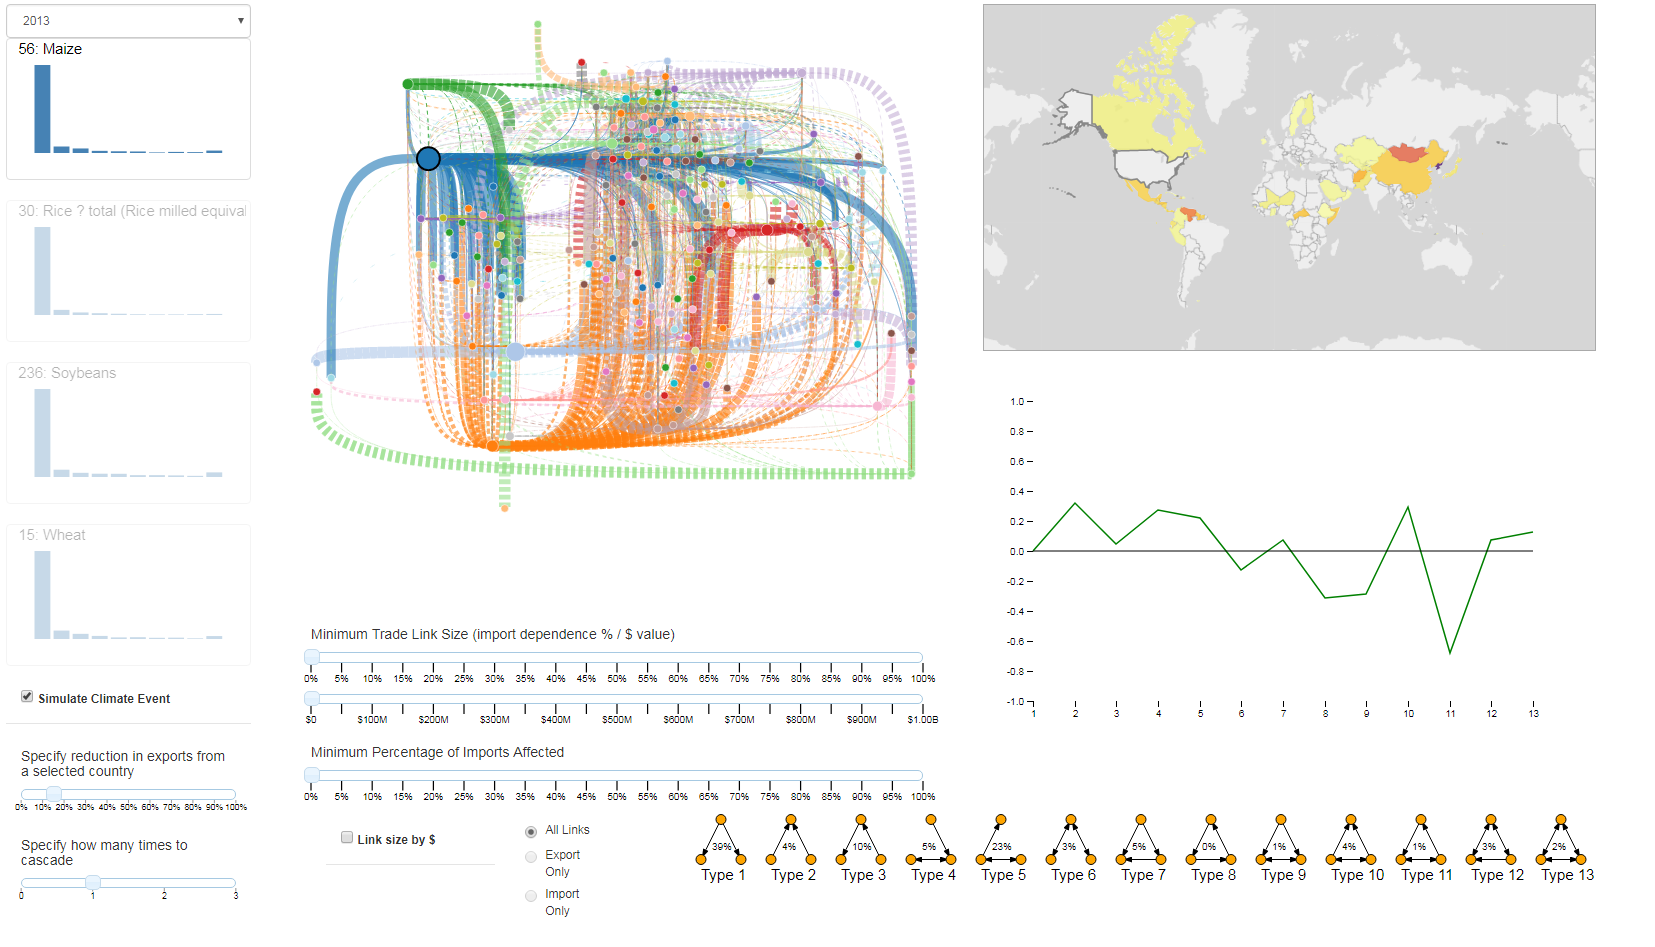 2013
56: Maize
30: Rice ? total (Rice milled equival
236: Soybeans
15: Wheat
Simulate Climate Event
Specify reduction in exports from
a selected country
0% 10% 20% 30% 40% 50% 60% 70% 80% 90% 100%
Specify how many times to
cascade
0 1 2 3
Minimum Trade Link Size (import dependence % / $ value)
0% 5% 10% 15% 20% 25% 30% 35% 40% 45% 50% 55% 60% 65% 70% 75% 80% 85% 90% 95% 100%
$0 $100M $200M $300M $400M $500M $600M $700M $800M $900M $1.00B
Minimum Percentage of Imports Affected
0% 5% 10% 15% 20% 25% 30% 35% 40% 45% 50% 55% 60% 65% 70% 75% 80% 85% 90% 95% 100%
Link size by $
All Links
Export
Only
Import
Only
1.0
0.8
0.6
0.4
0.2
0.0
-0.2
-0.4
-0.6
-0.8
-1.0
1 2 3 4 5 6 7 8 9 10 11 12 13
39% 4% 10% 5% 23% 3% 5% 0% 1% 4% 1% 3% 2%
Type 1 Type 2 Type 3 Type 4 Type 5 Type 6 Type 7 Type 8 Type 9 Type 10 Type 11 Type 12 Type 13